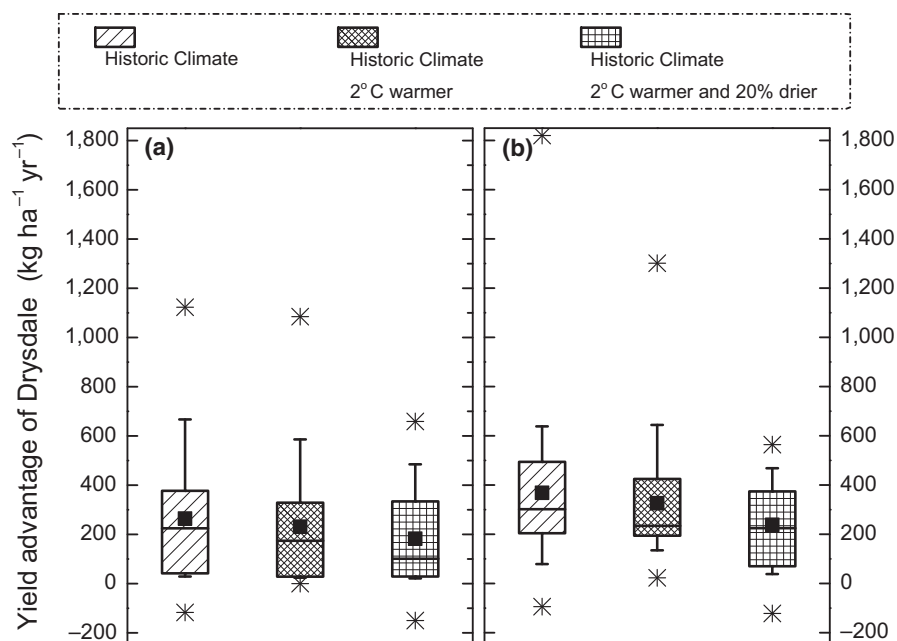 Historic Climate Historic Climate Historic Climate
2°C warmer 2°C warmer and 20% drier
Yield advantage of Drysdale (kg ha⁻¹ yr⁻¹)
(a) (b)
1,800 1,800
1,600 1,600
1,400 1,400
1,200 1,200
1,000 1,000
800 800
600 600
400 400
200 200
0 0
–200 –200